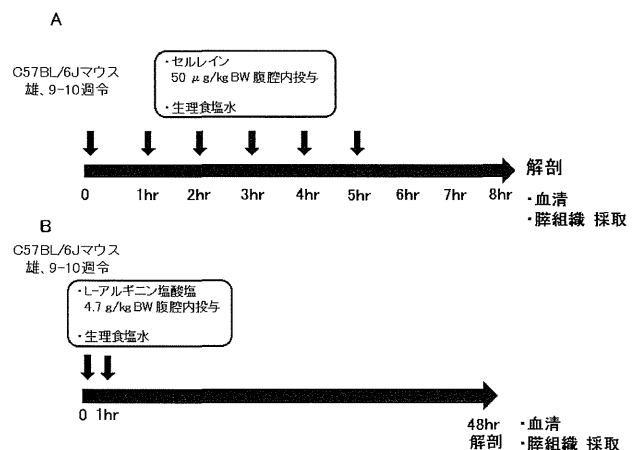 A
C57BL/6Jマウス
雄、9-10週令
・セルレイン
50 μg/kg BW 腹腔内投与
・生理食塩水
0 1hr 2hr 3hr 4hr 5hr 6hr 7hr 8hr
解剖
・血清
・膵組織 採取
B
C57BL/6Jマウス
雄、9-10週令
・L-アルギニン塩酸塩
4.7 g/kg BW 腹腔内投与
・生理食塩水
0 1hr
48hr
解剖
・血清
・膵組織 採取